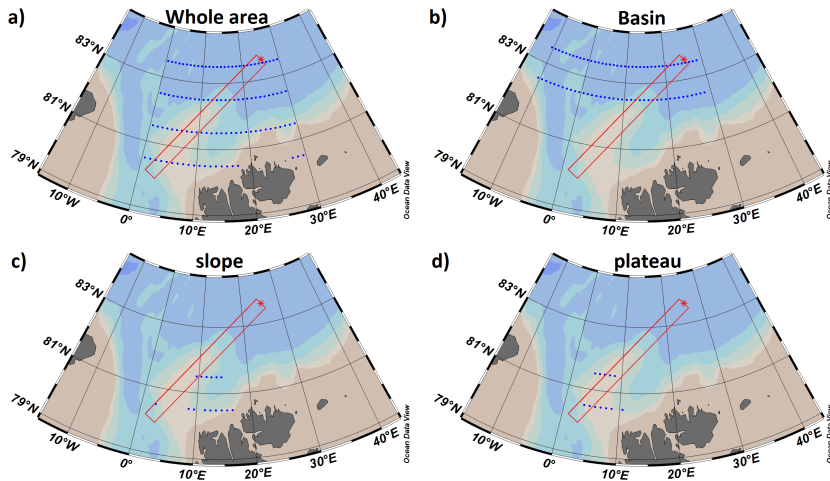 a) Whole area
83°N
81°N
79°N
10°W
0°
10°E
20°E
30°E
40°E
Ocean Data View
b) Basin
83°N
81°N
79°N
10°W
0°
10°E
20°E
30°E
40°E
Ocean Data View
c) slope
83°N
81°N
79°N
10°W
0°
10°E
20°E
30°E
40°E
Ocean Data View
d) plateau
83°N
81°N
79°N
10°W
0°
10°E
20°E
30°E
40°E
Ocean Data View